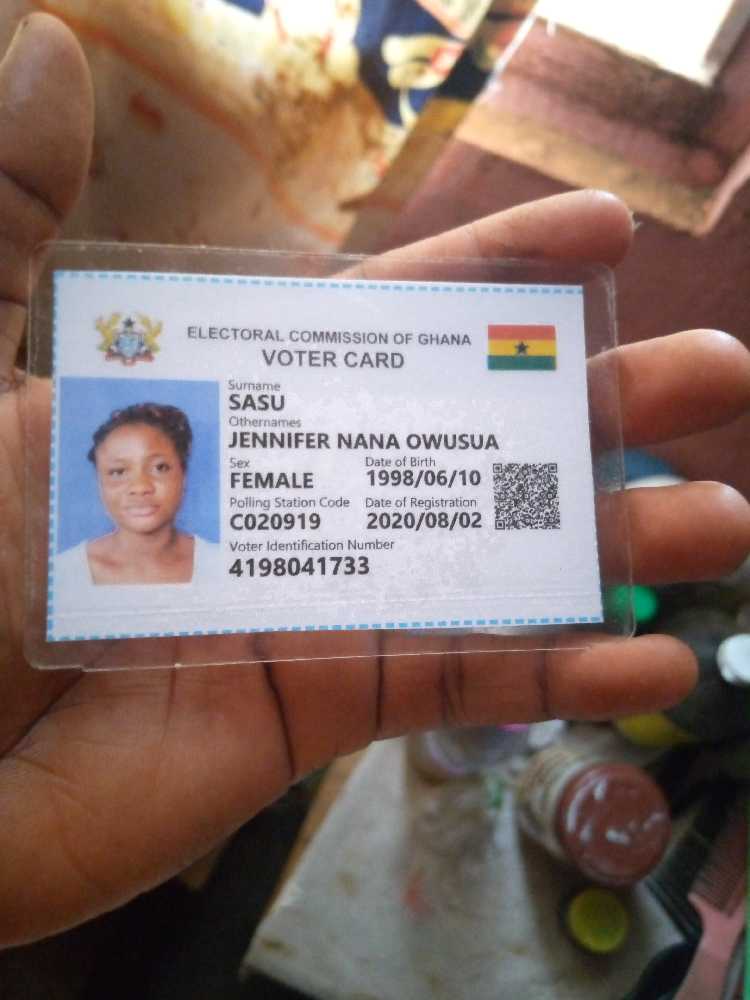 ELECTORAL COMMISSION OF GHANA
VOTER CARD
Surname
SASU
Othernames
JENNIFER NANA OWUSUA
Sex
FEMALE
Date of Birth
1998/06/10
Polling Station Code
C020919
Date of Registration
2020/08/02
Voter Identification Number
4198041733